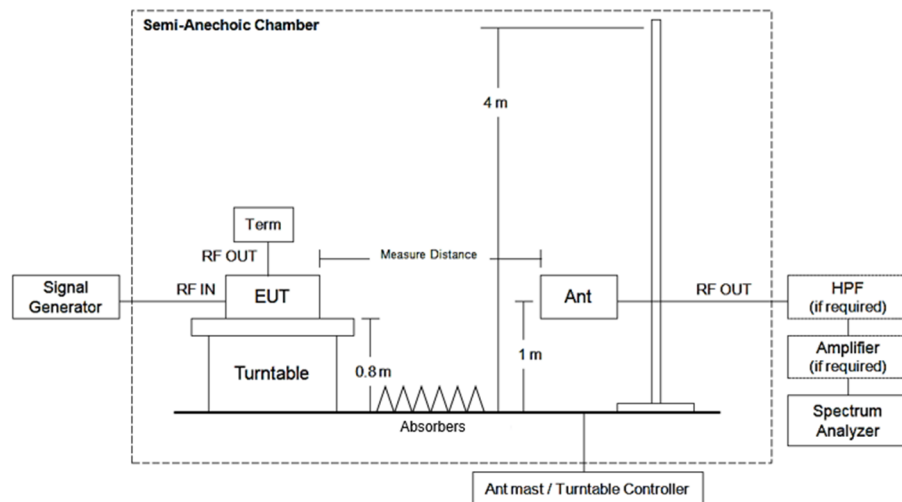 Semi-Anechoic Chamber
4 m
Term
RF OUT
Measure Distance
Signal
Generator
RF IN
EUT
Ant
RF OUT
HPF
(if required)
1 m
0.8 m
Turntable
Amplifier
(if required)
Absorbers
Spectrum
Analyzer
Ant mast / Turntable Controller